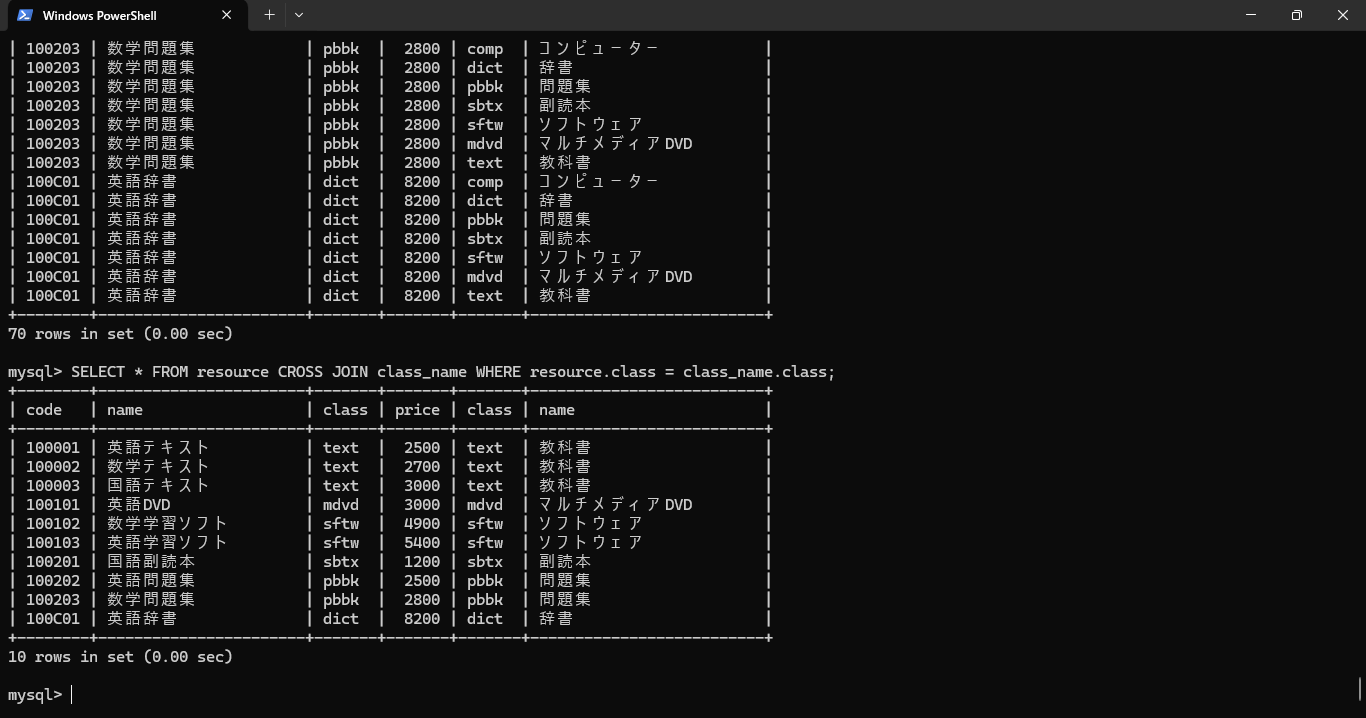 Windows PowerShell
| 100203 | 数学問題集 | pbbk | 2800 | comp | コンピューター |
| 100203 | 数学問題集 | pbbk | 2800 | dict | 辞書 |
| 100203 | 数学問題集 | pbbk | 2800 | pbbk | 問題集 |
| 100203 | 数学問題集 | pbbk | 2800 | sbtx | 副読本 |
| 100203 | 数学問題集 | pbbk | 2800 | sftw | ソフトウェア |
| 100203 | 数学問題集 | pbbk | 2800 | mdvd | マルチメディアDVD |
| 100203 | 数学問題集 | pbbk | 2800 | text | 教科書 |
| 100C01 | 英語辞書 | dict | 8200 | comp | コンピューター |
| 100C01 | 英語辞書 | dict | 8200 | dict | 辞書 |
| 100C01 | 英語辞書 | dict | 8200 | pbbk | 問題集 |
| 100C01 | 英語辞書 | dict | 8200 | sbtx | 副読本 |
| 100C01 | 英語辞書 | dict | 8200 | sftw | ソフトウェア |
| 100C01 | 英語辞書 | dict | 8200 | mdvd | マルチメディアDVD |
| 100C01 | 英語辞書 | dict | 8200 | text | 教科書 |
+--------+-----------------------+-------+-------+-------+--------------------------+
70 rows in set (0.00 sec)
mysql> SELECT * FROM resource CROSS JOIN class_name WHERE resource.class = class_name.class;
+--------+-----------------------+-------+-------+-------+--------------------------+
| code | name | class | price | class | name |
+--------+-----------------------+-------+-------+-------+--------------------------+
| 100001 | 英語テキスト | text | 2500 | text | 教科書 |
| 100002 | 数学テキスト | text | 2700 | text | 教科書 |
| 100003 | 国語テキスト | text | 3000 | text | 教科書 |
| 100101 | 英語DVD | mdvd | 3000 | mdvd | マルチメディアDVD |
| 100102 | 数学学習ソフト | sftw | 4900 | sftw | ソフトウェア |
| 100103 | 英語学習ソフト | sftw | 5400 | sftw | ソフトウェア |
| 100201 | 国語副読本 | sbtx | 1200 | sbtx | 副読本 |
| 100202 | 英語問題集 | pbbk | 2500 | pbbk | 問題集 |
| 100203 | 数学問題集 | pbbk | 2800 | pbbk | 問題集 |
| 100C01 | 英語辞書 | dict | 8200 | dict | 辞書 |
+--------+-----------------------+-------+-------+-------+--------------------------+
10 rows in set (0.00 sec)
mysql>